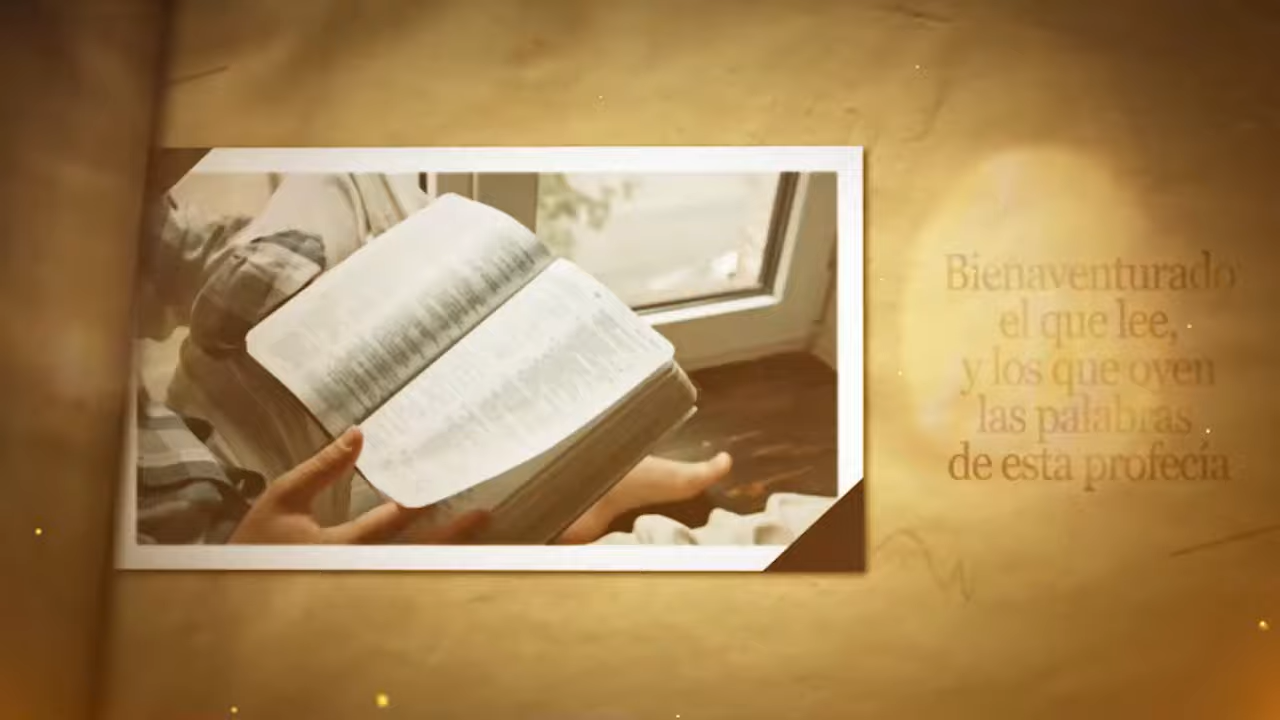 Bienaventurado
el que lee,
y los que oyen
las palabras
de esta profecía